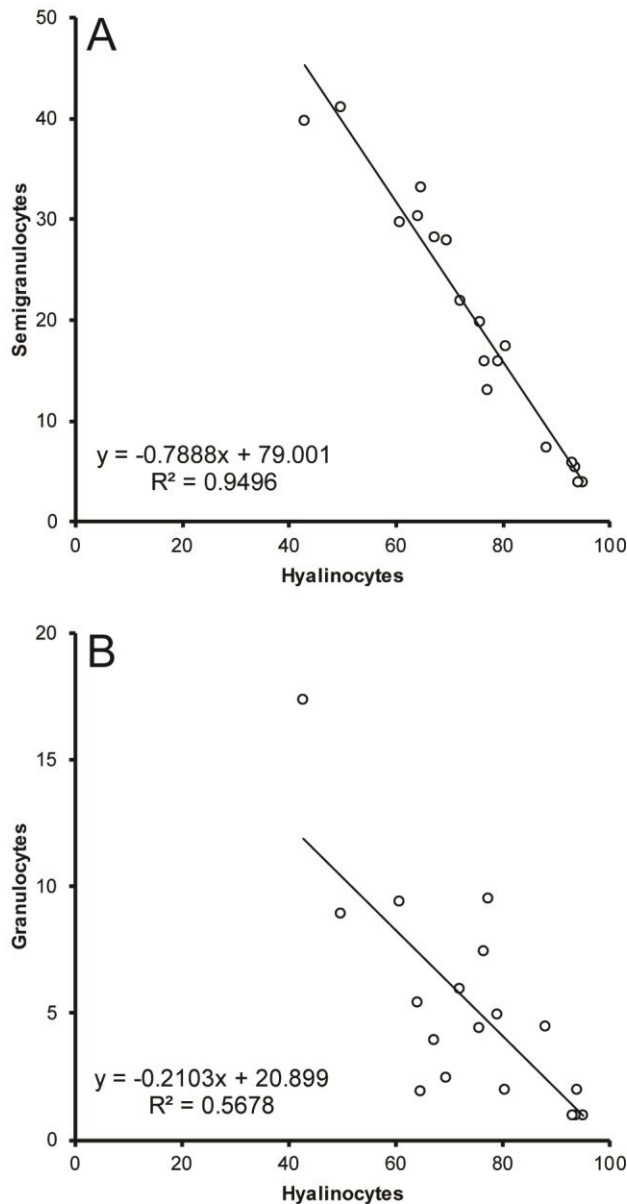 A
50
40
30
20
10
0
Semigranulocytes
y = -0.7888x + 79.001
R² = 0.9496
0 20 40 60 80 100
Hyalinocytes
B
20
15
10
5
0
Granulocytes
y = -0.2103x + 20.899
R² = 0.5678
0 20 40 60 80 100
Hyalinocytes